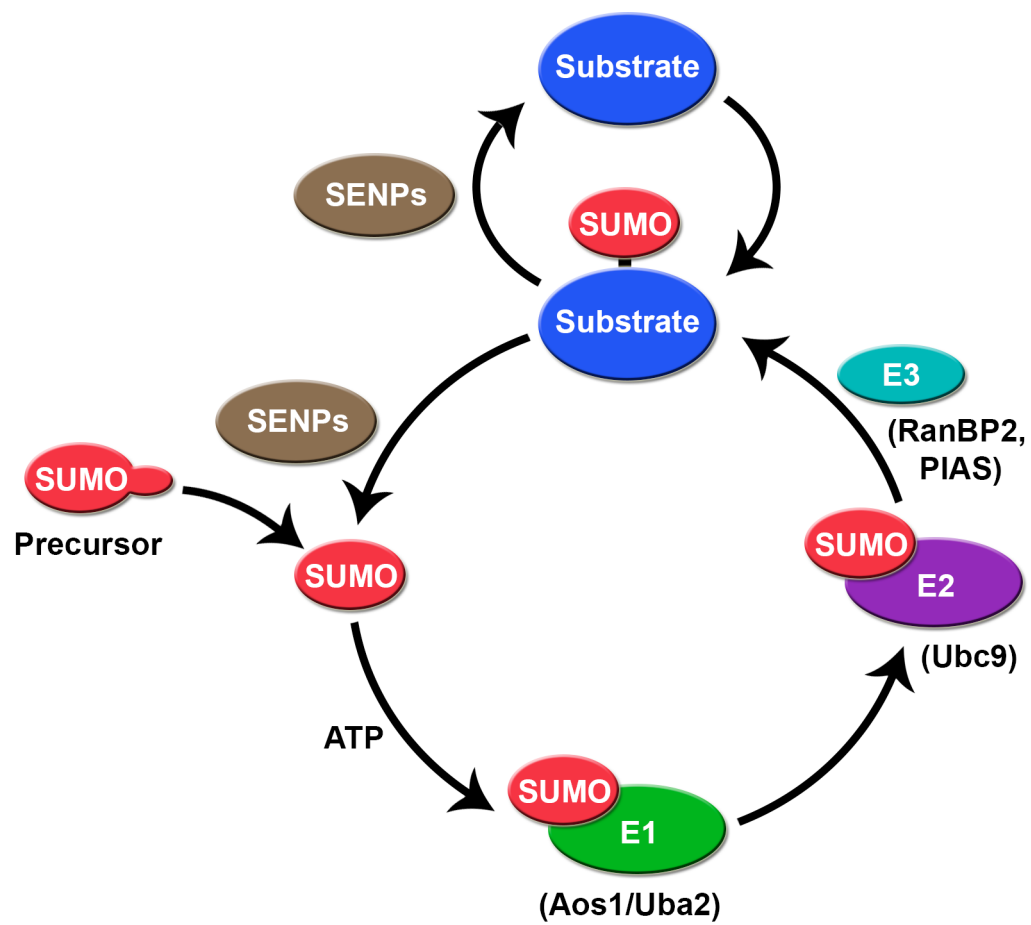 Substrate
SENPs
SUMO
Substrate
E3
(RanBP2,
PIAS)
SENPs
SUMO
Precursor
SUMO
SUMO
E2
(Ubc9)
ATP
SUMO
E1
(Aos1/Uba2)